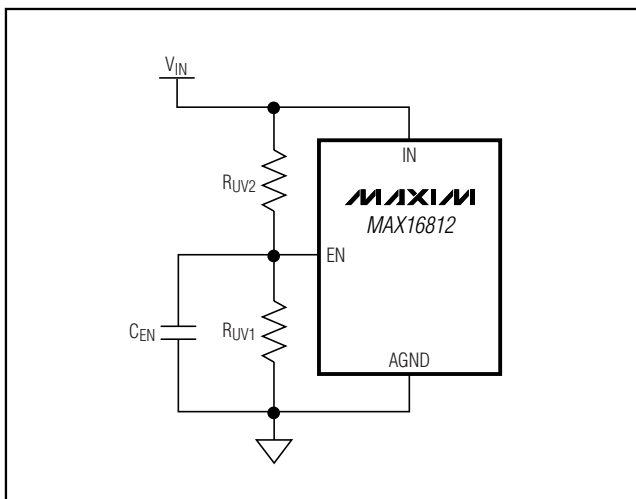 VIN
IN
RUV2
MAXIM
MAX16812
EN
CEN
RUV1
AGND